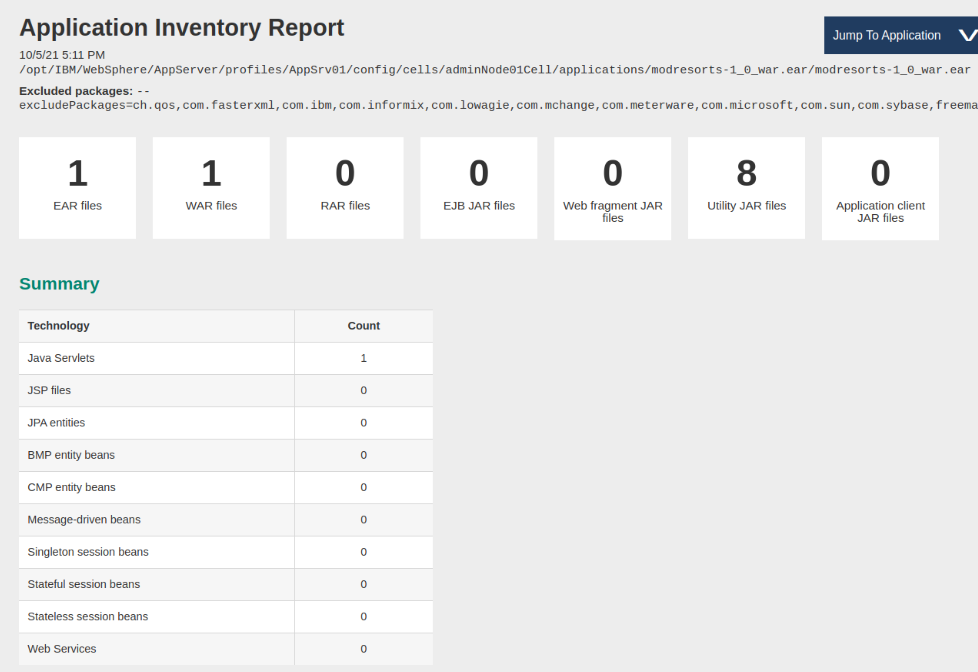 Application Inventory Report
Jump To Application
10/5/21 5:11 PM
/opt/IBM/WebSphere/AppServer/profiles/AppSrv01/config/cells/adminNode01Cell/applications/modresorts-1_0_war.ear/modresorts-1_0_war.ear
Excluded packages: --
excludePackages=ch.qos,com.fasterxml,com.ibm,com.informix,com.lowagie,com.mchange,com.meterware,com.microsoft,com.sun,com.sybase,freema
1 1 0 0 0 8 0
EAR files WAR files RAR files EJB JAR files Web fragment JAR files Utility JAR files Application client JAR files
Summary
Technology Count
Java Servlets 1
JSP files 0
JPA entities 0
BMP entity beans 0
CMP entity beans 0
Message-driven beans 0
Singleton session beans 0
Stateful session beans 0
Stateless session beans 0
Web Services 0